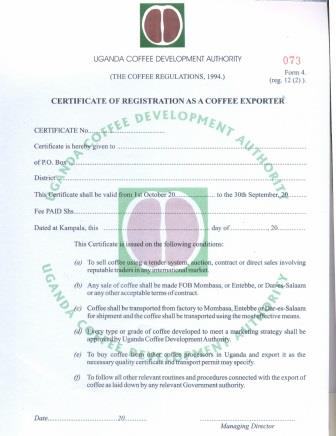 UGANDA COFFEE DEVELOPMENT AUTHORITY
073
(THE COFFEE REGULATIONS, 1994.)
Form 4.
(reg. 12 (2) ).
CERTIFICATE OF REGISTRATION AS A COFFEE EXPORTER
UGANDA COFFEE DEVELOPMENT AUTHORITY
CERTIFICATE No.
Certificate is hereby given to
of P.O. Box
District
This Certificate shall be valid from 1st October 20 to the 30th September, 20
Fee PAID Shs.
Dated at Kampala, this day of , 20
This Certificate is issued on the following conditions:
(a) To sell coffee using a tender system, auction, contract or direct sales involving
reputable traders in any international market.
(b) Any sale of coffee shall be made FOB Mombasa, or Entebbe, or Dar-es-Salaam
or any other acceptable terms of contract.
(c) Coffee shall be transported from factory to Mombasa, Entebbe or Dar-es-Salaam
for shipment and the coffee shall be transported using the most effective means.
(d) Every type or grade of coffee developed to meet a marketing strategy shall be
approved by Uganda Coffee Development Authority.
(e) To buy coffee from other coffee processors in Uganda and export it as the
necessary quality certificate and transport permit may specify.
(f) To follow all other relevant routines and procedures connected with the export of
coffee as laid down by any relevant Government authority.
UGANDA COFFEE DEVELOPMENT AUTHORITY
Date 20
Managing Director